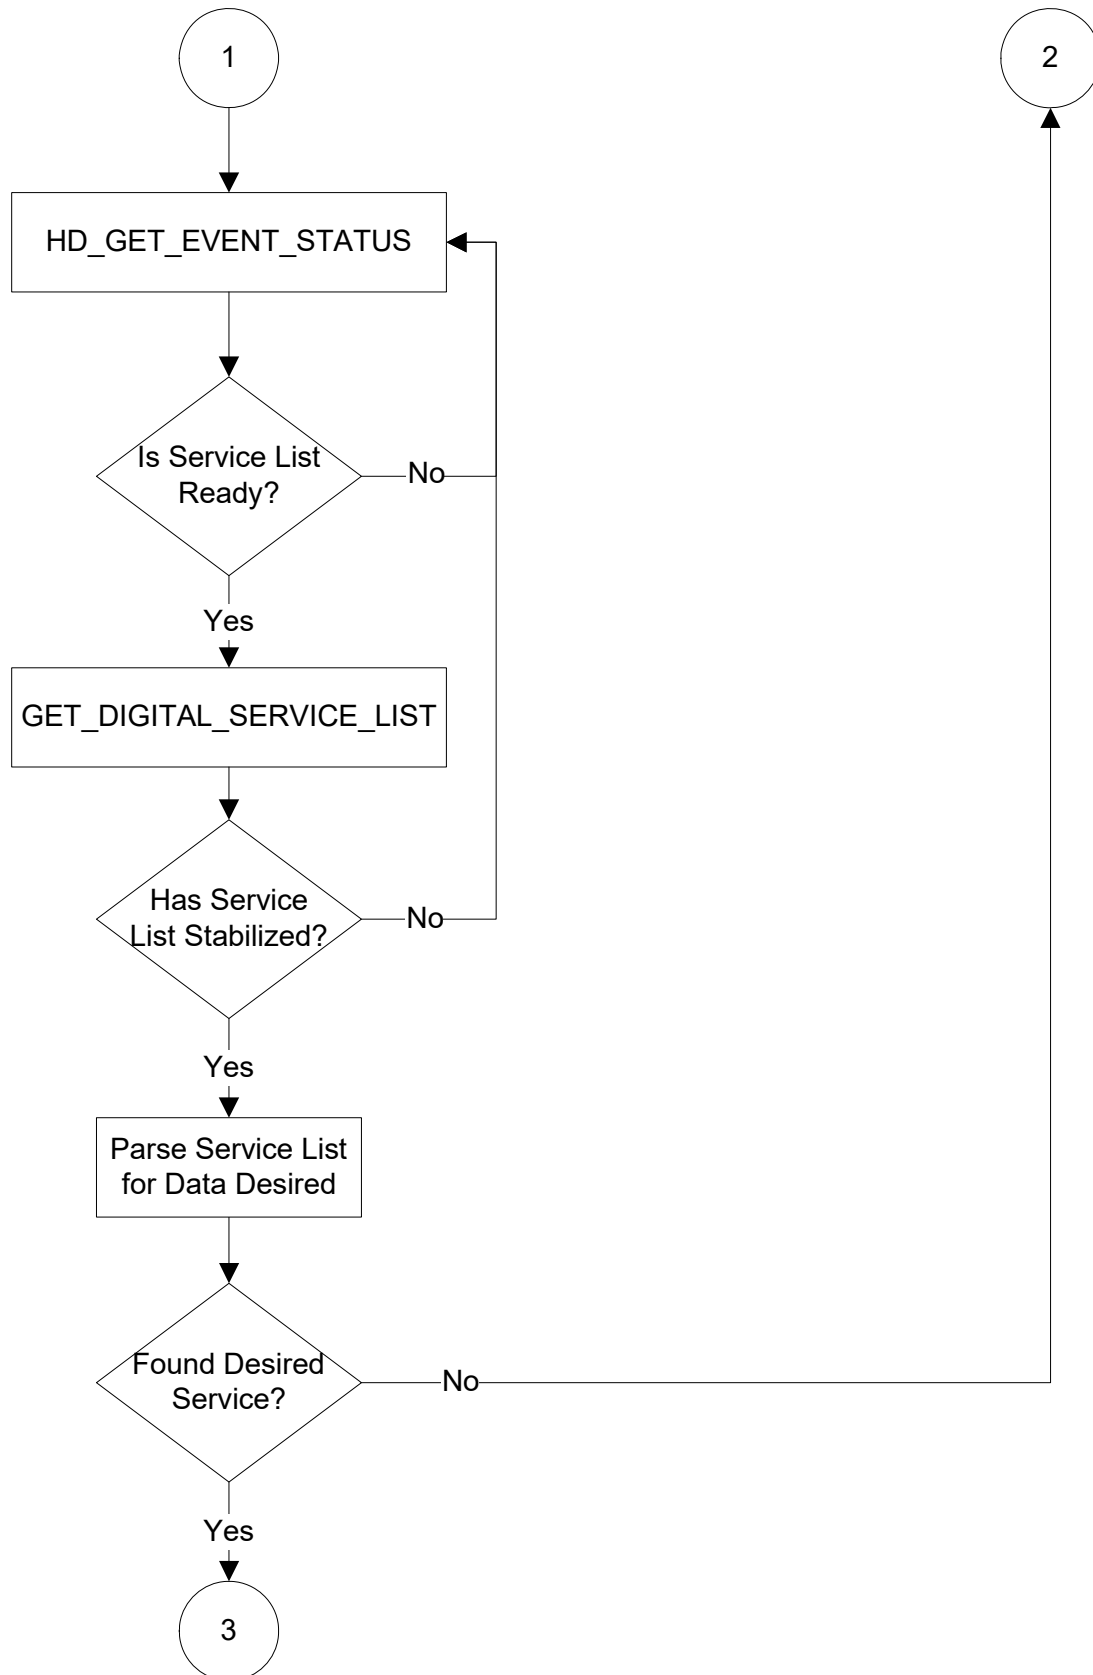 1
2
HD_GET_EVENT_STATUS
Is Service List
Ready?
No
Yes
GET_DIGITAL_SERVICE_LIST
Has Service
List Stabilized?
No
Yes
Parse Service List
for Data Desired
Found Desired
Service?
No
Yes
3